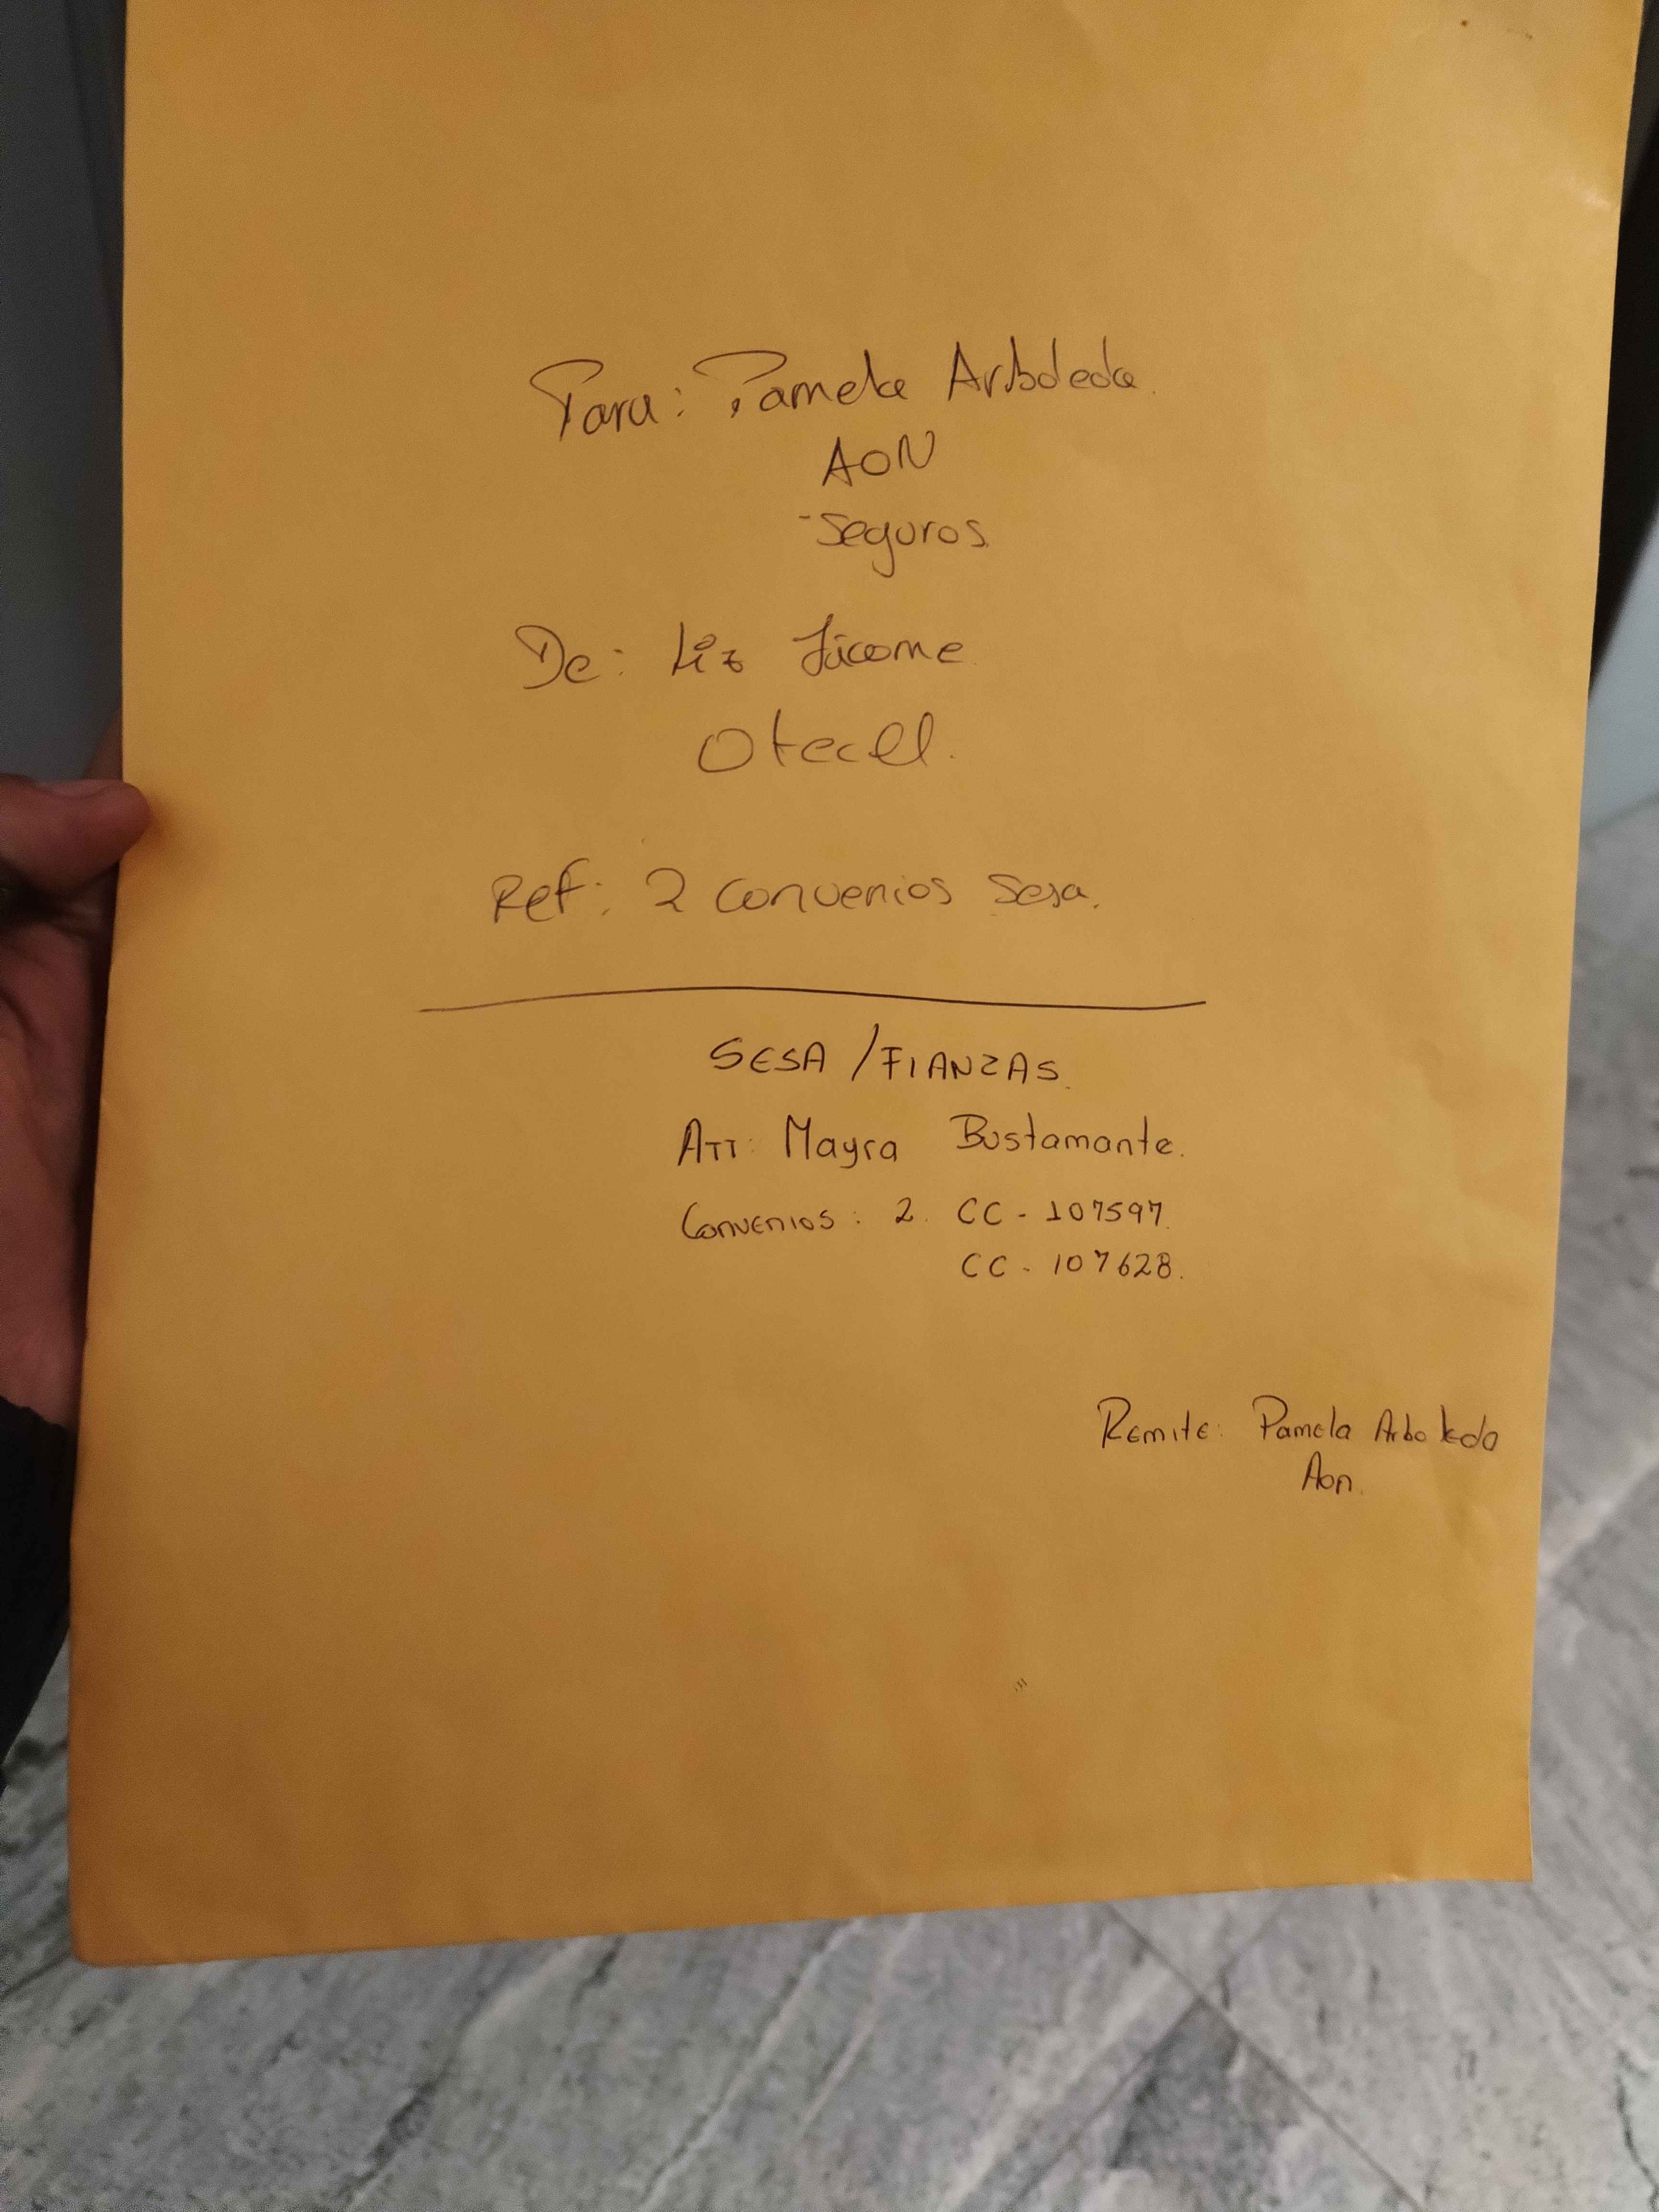 Para: Pamela Arboleda.
AON
-Seguros.
De: Liz Jácome.
Otecel.
Ref: 2 Convenios Sesa.
SESA / FIANZAS.
ATT: Mayra Bustamante.
Convenios: 2. CC - 107597.
CC - 107628.
Remite: Pamela Arboleda
Aon.